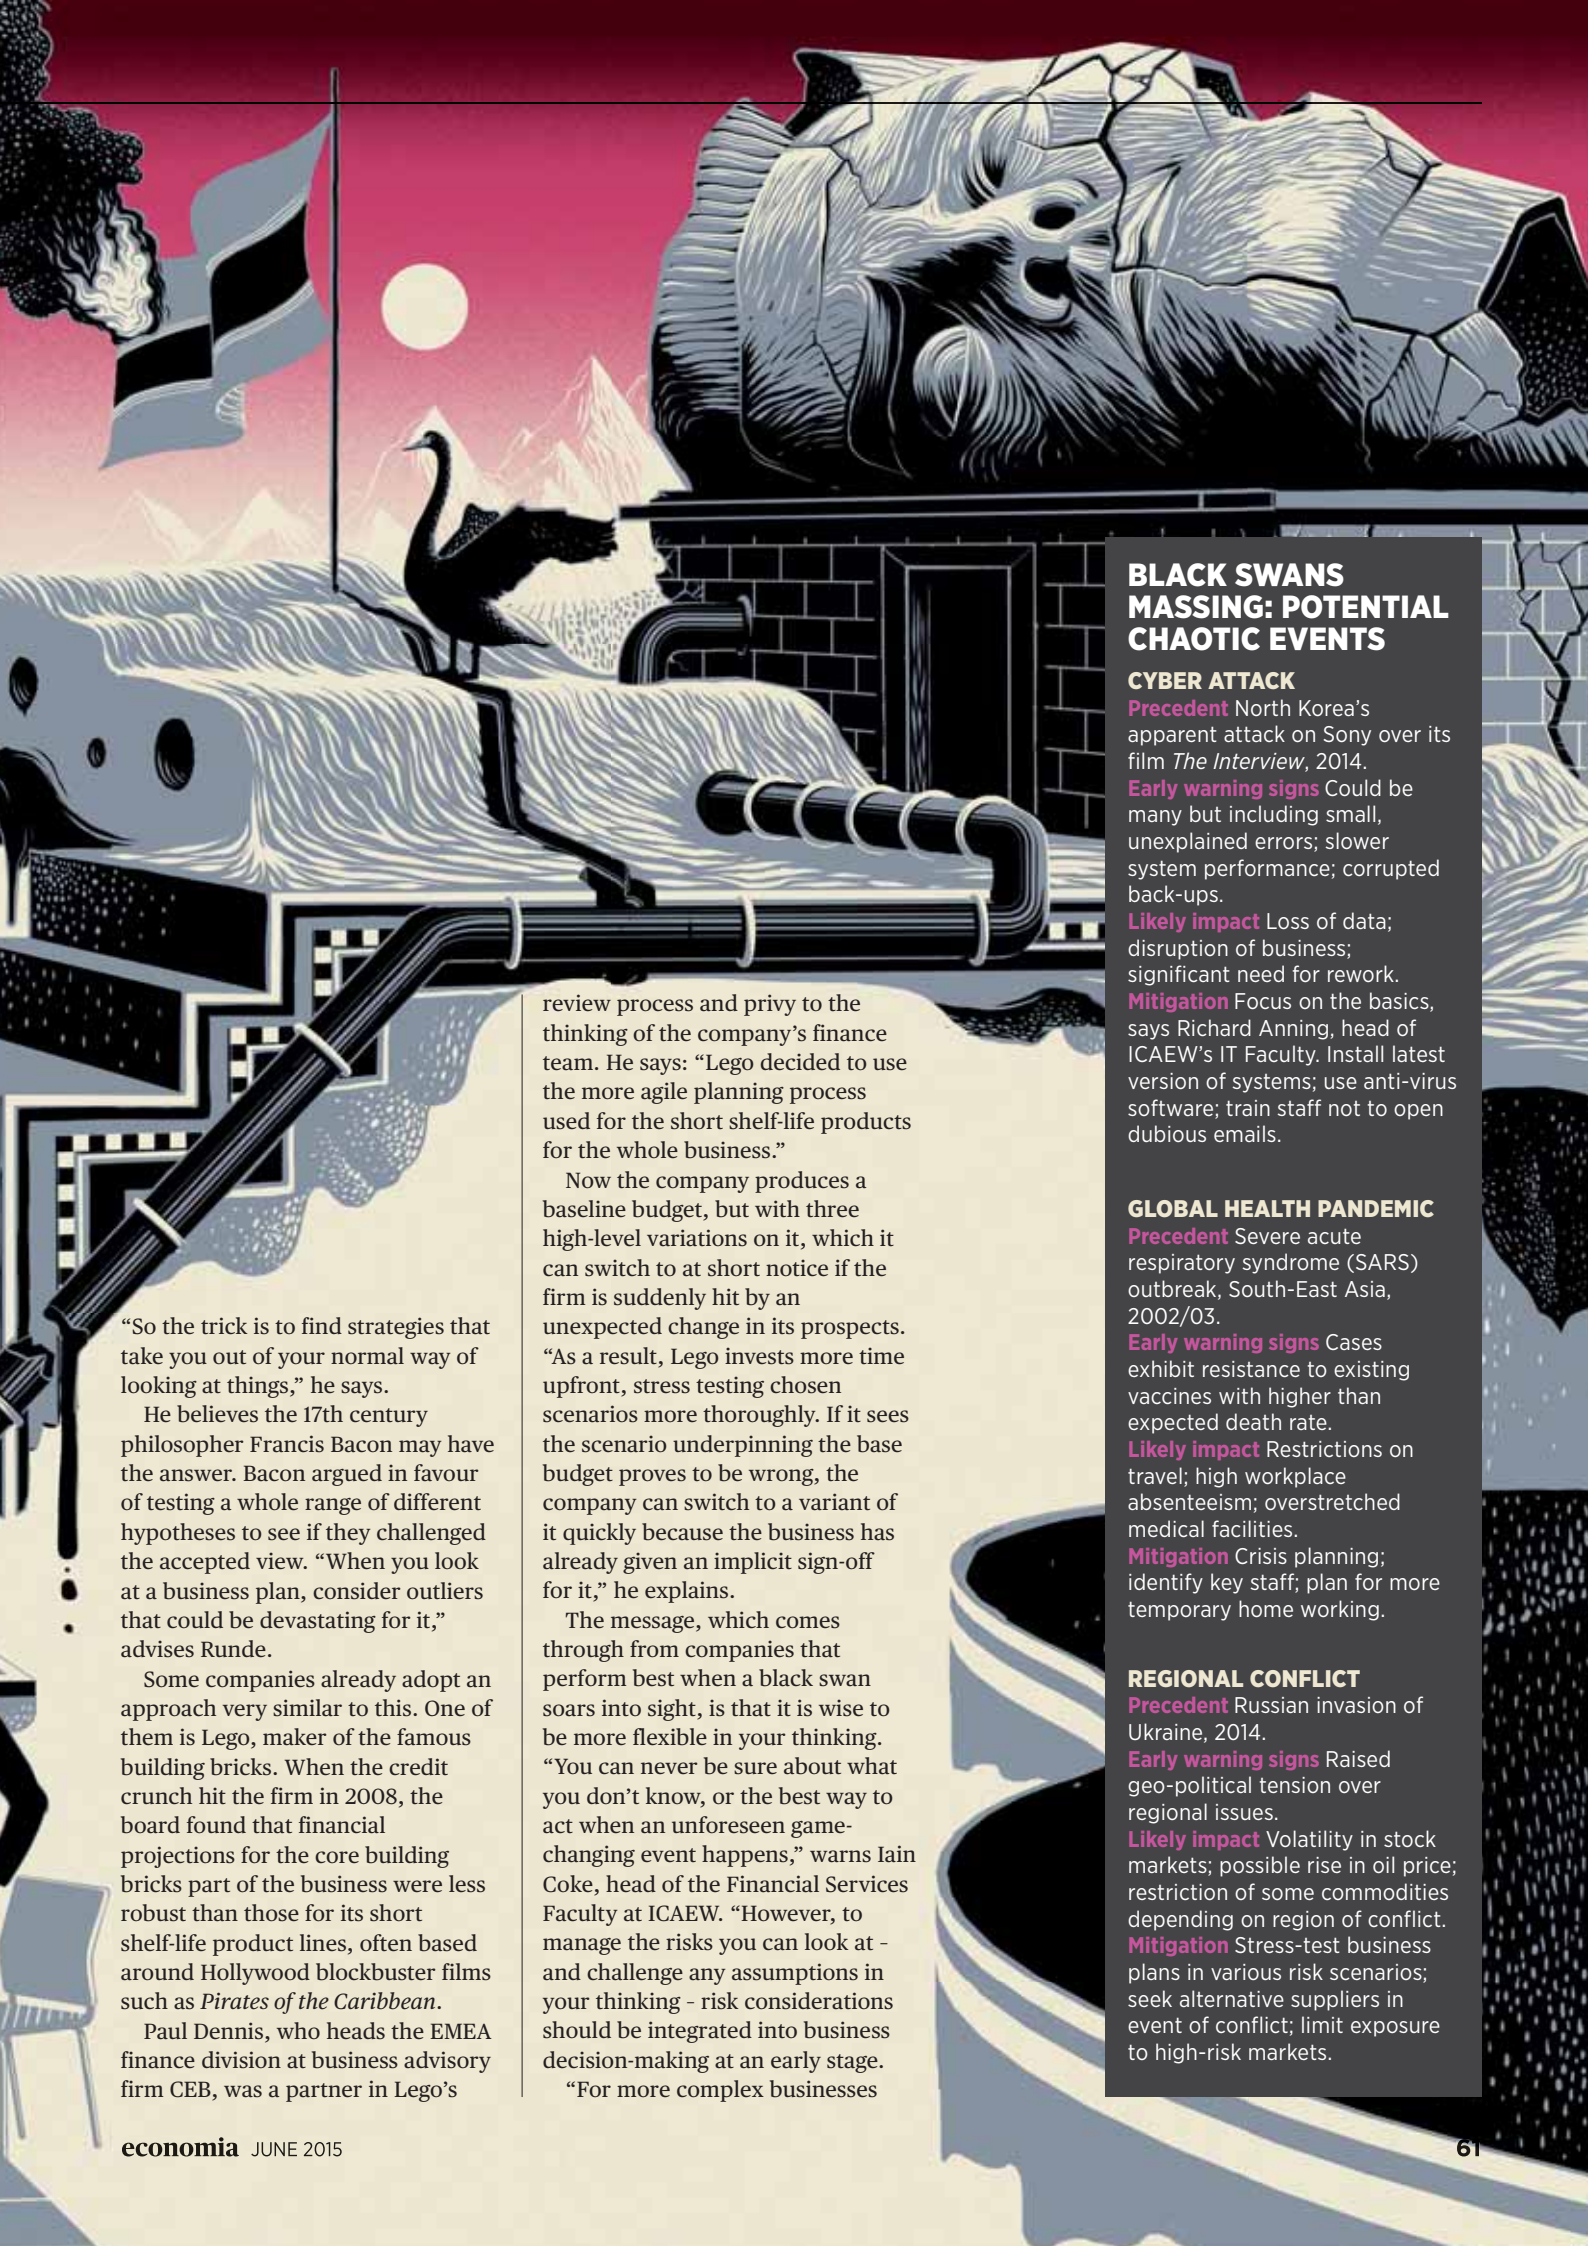 “So the trick is to find strategies that
take you out of your normal way of
looking at things,” he says.
He believes the 17th century
philosopher Francis Bacon may have
the answer. Bacon argued in favour
of testing a whole range of different
hypotheses to see if they challenged
the accepted view. “When you look
at a business plan, consider outliers
that could be devastating for it,”
advises Runde.
Some companies already adopt an
approach very similar to this. One of
them is Lego, maker of the famous
building bricks. When the credit
crunch hit the firm in 2008, the
board found that financial
projections for the core building
bricks part of the business were less
robust than those for its short
shelf-life product lines, often based
around Hollywood blockbuster films
such as Pirates of the Caribbean.
Paul Dennis, who heads the EMEA
finance division at business advisory
firm CEB, was a partner in Lego’s
review process and privy to the
thinking of the company’s finance
team. He says: “Lego decided to use
the more agile planning process
used for the short shelf-life products
for the whole business.”
Now the company produces a
baseline budget, but with three
high-level variations on it, which it
can switch to at short notice if the
firm is suddenly hit by an
unexpected change in its prospects.
“As a result, Lego invests more time
upfront, stress testing chosen
scenarios more thoroughly. If it sees
the scenario underpinning the base
budget proves to be wrong, the
company can switch to a variant of
it quickly because the business has
already given an implicit sign-off
for it,” he explains.
The message, which comes
through from companies that
perform best when a black swan
soars into sight, is that it is wise to
be more flexible in your thinking.
“You can never be sure about what
you don’t know, or the best way to
act when an unforeseen game-
changing event happens,” warns Iain
Coke, head of the Financial Services
Faculty at ICAEW. “However, to
manage the risks you can look at –
and challenge any assumptions in
your thinking – risk considerations
should be integrated into business
decision-making at an early stage.
“For more complex businesses
BLACK SWANS
MASSING: POTENTIAL
CHAOTIC EVENTS
CYBER ATTACK
Precedent North Korea’s
apparent attack on Sony over its
film The Interview, 2014.
Early warning signs Could be
many but including small,
unexplained errors; slower
system performance; corrupted
back-ups.
Likely impact Loss of data;
disruption of business;
significant need for rework.
Mitigation Focus on the basics,
says Richard Anning, head of
ICAEW’s IT Faculty. Install latest
version of systems; use anti-virus
software; train staff not to open
dubious emails.
GLOBAL HEALTH PANDEMIC
Precedent Severe acute
respiratory syndrome (SARS)
outbreak, South-East Asia,
2002/03.
Early warning signs Cases
exhibit resistance to existing
vaccines with higher than
expected death rate.
Likely impact Restrictions on
travel; high workplace
absenteeism; overstretched
medical facilities.
Mitigation Crisis planning;
identify key staff; plan for more
temporary home working.
REGIONAL CONFLICT
Precedent Russian invasion of
Ukraine, 2014.
Early warning signs Raised
geo-political tension over
regional issues.
Likely impact Volatility in stock
markets; possible rise in oil price;
restriction of some commodities
depending on region of conflict.
Mitigation Stress-test business
plans in various risk scenarios;
seek alternative suppliers in
event of conflict; limit exposure
to high-risk markets.
economia JUNE 2015
61